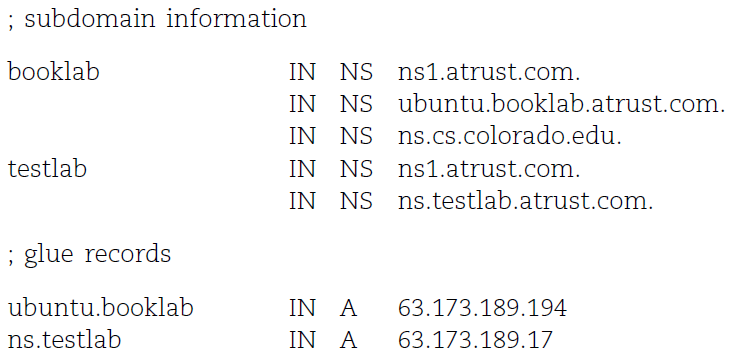 ; subdomain information
booklab IN NS ns1.atrust.com.
IN NS ubuntu.booklab.atrust.com.
IN NS ns.cs.colorado.edu.
testlab IN NS ns1.atrust.com.
IN NS ns.testlab.atrust.com.
; glue records
ubuntu.booklab IN A 63.173.189.194
ns.testlab IN A 63.173.189.17